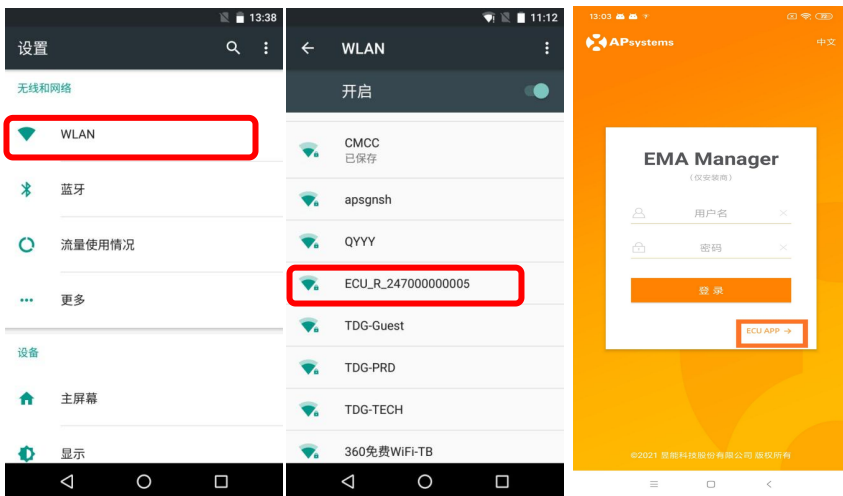 13:38
设置
无线和网络
WLAN
蓝牙
流量使用情况
更多
设备
主屏幕
显示
11:12
WLAN
开启
CMCC
已保存
apsgnsh
QYYY
ECU_R_247000000005
TDG-Guest
TDG-PRD
TDG-TECH
360免费WiFi-TB
13:03
APsystems
中文
EMA Manager
(仅安装商)
用户名
密码
登 录
ECU APP →
©2021 昱能科技股份有限公司 版权所有